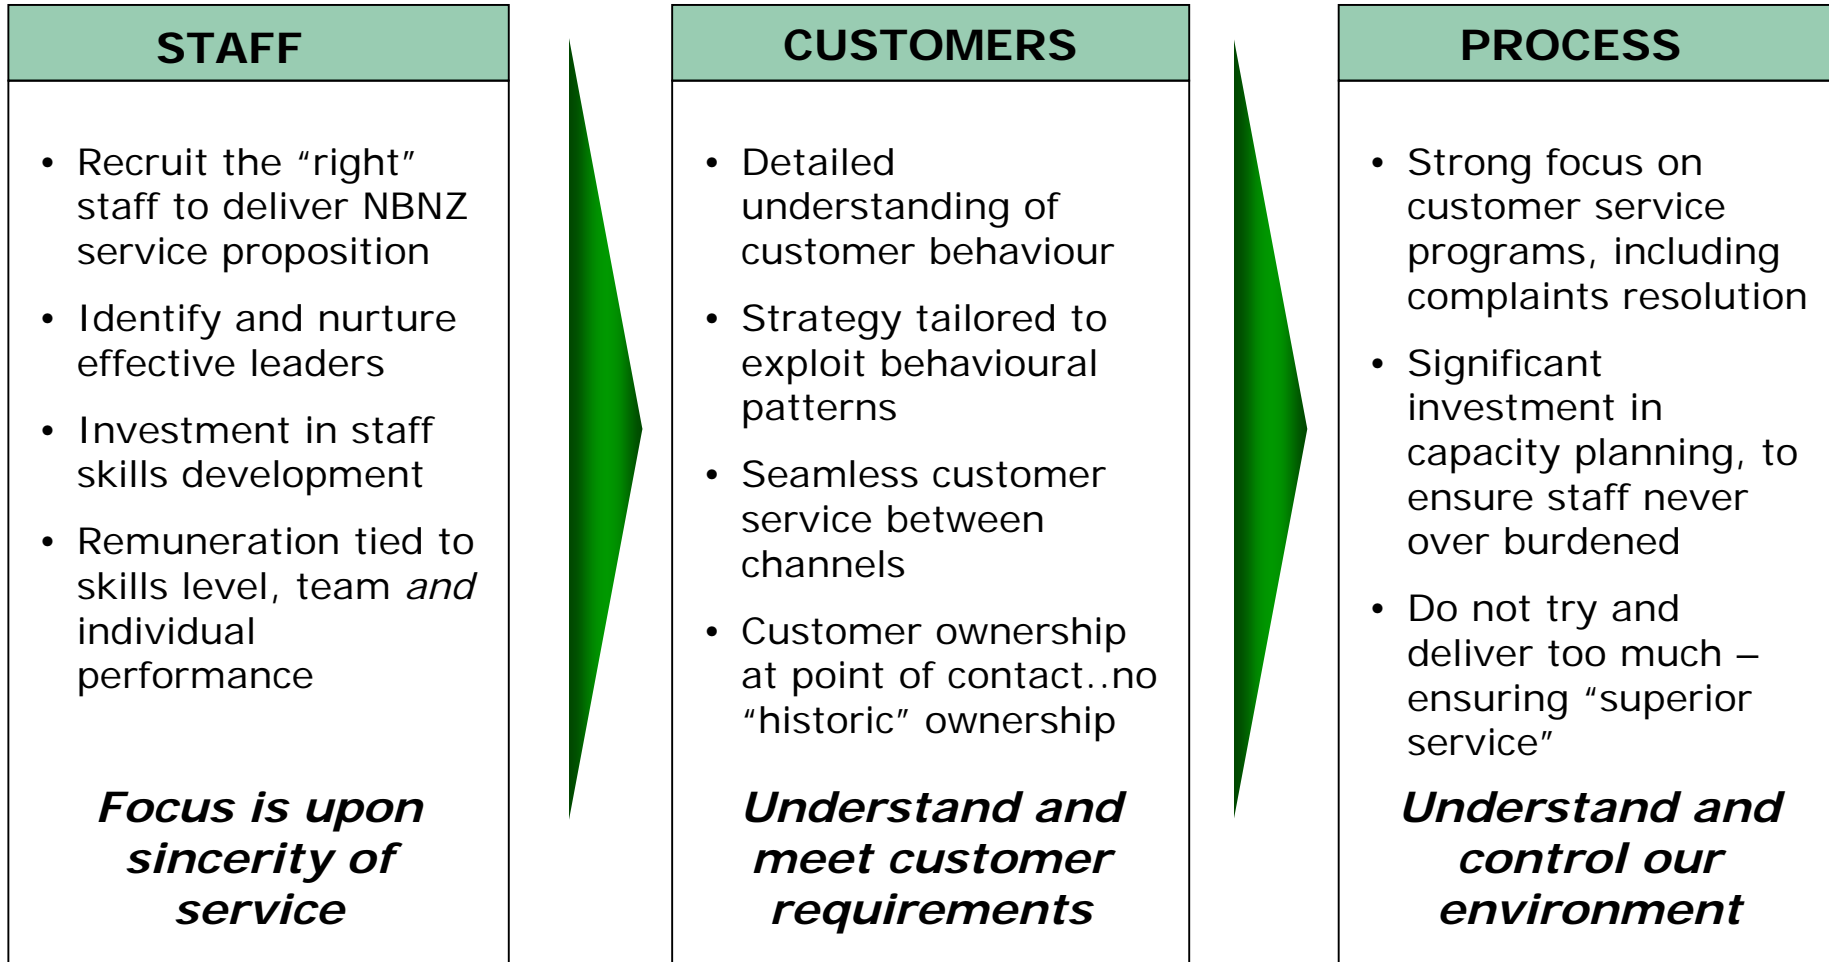 STAFF
• Recruit the “right”
staff to deliver NBNZ
service proposition
• Identify and nurture
effective leaders
• Investment in staff
skills development
• Remuneration tied to
skills level, team and
individual
performance
Focus is upon
sincerity of
service
CUSTOMERS
• Detailed
understanding of
customer behaviour
• Strategy tailored to
exploit behavioural
patterns
• Seamless customer
service between
channels
• Customer ownership
at point of contact..no
“historic” ownership
Understand and
meet customer
requirements
PROCESS
• Strong focus on
customer service
programs, including
complaints resolution
• Significant
investment in
capacity planning, to
ensure staff never
over burdened
• Do not try and
deliver too much –
ensuring “superior
service”
Understand and
control our
environment